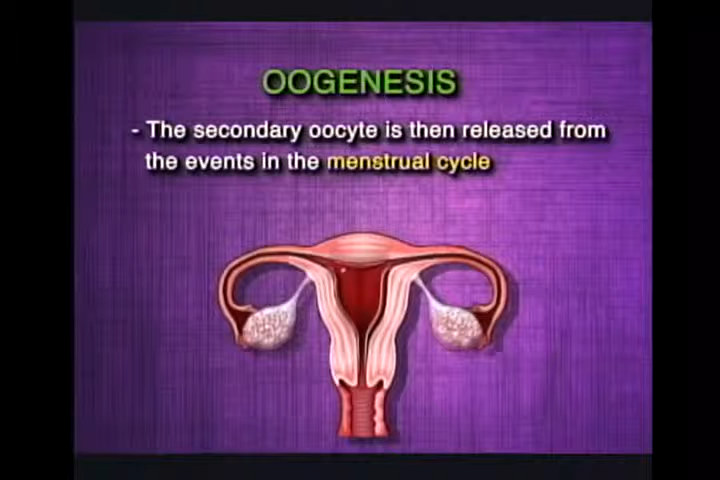 OOGENESIS
- The secondary oocyte is then released from
the events in the menstrual cycle